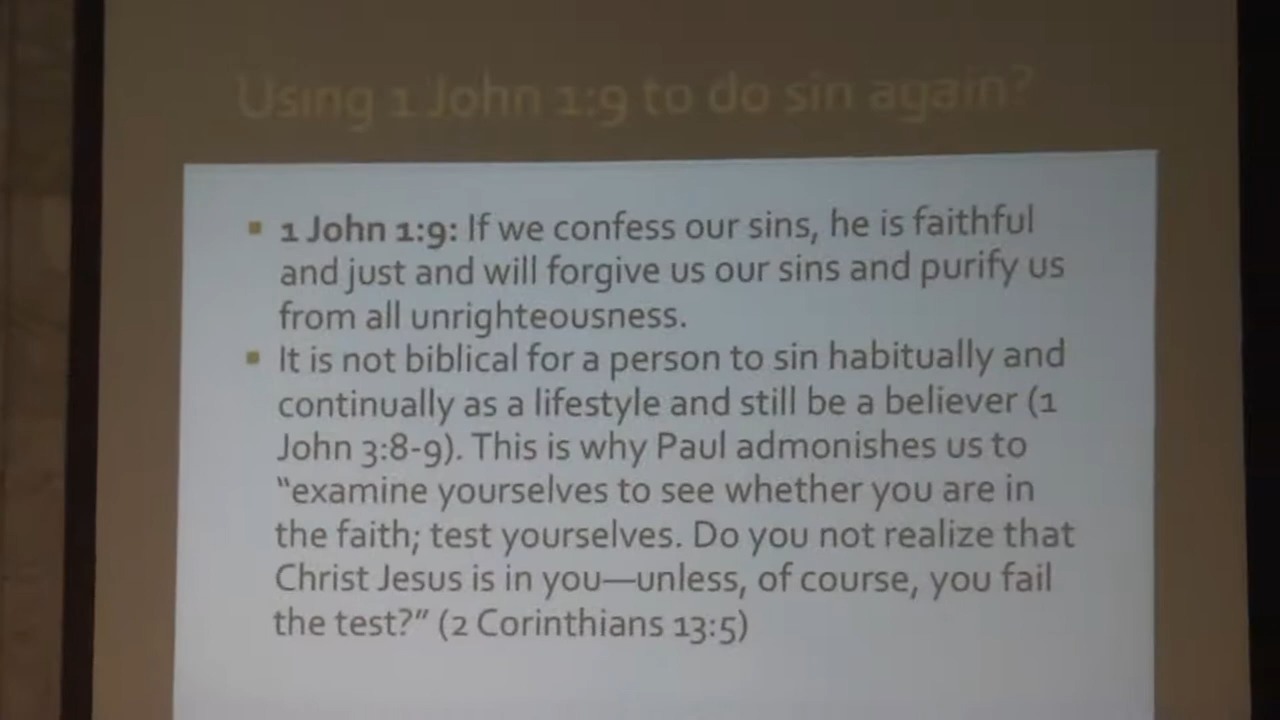 Using 1 John 1:9 to do sin again?
▪ 1 John 1:9: If we confess our sins, he is faithful
and just and will forgive us our sins and purify us
from all unrighteousness.
▪ It is not biblical for a person to sin habitually and
continually as a lifestyle and still be a believer (1
John 3:8-9). This is why Paul admonishes us to
“examine yourselves to see whether you are in
the faith; test yourselves. Do you not realize that
Christ Jesus is in you—unless, of course, you fail
the test?” (2 Corinthians 13:5)